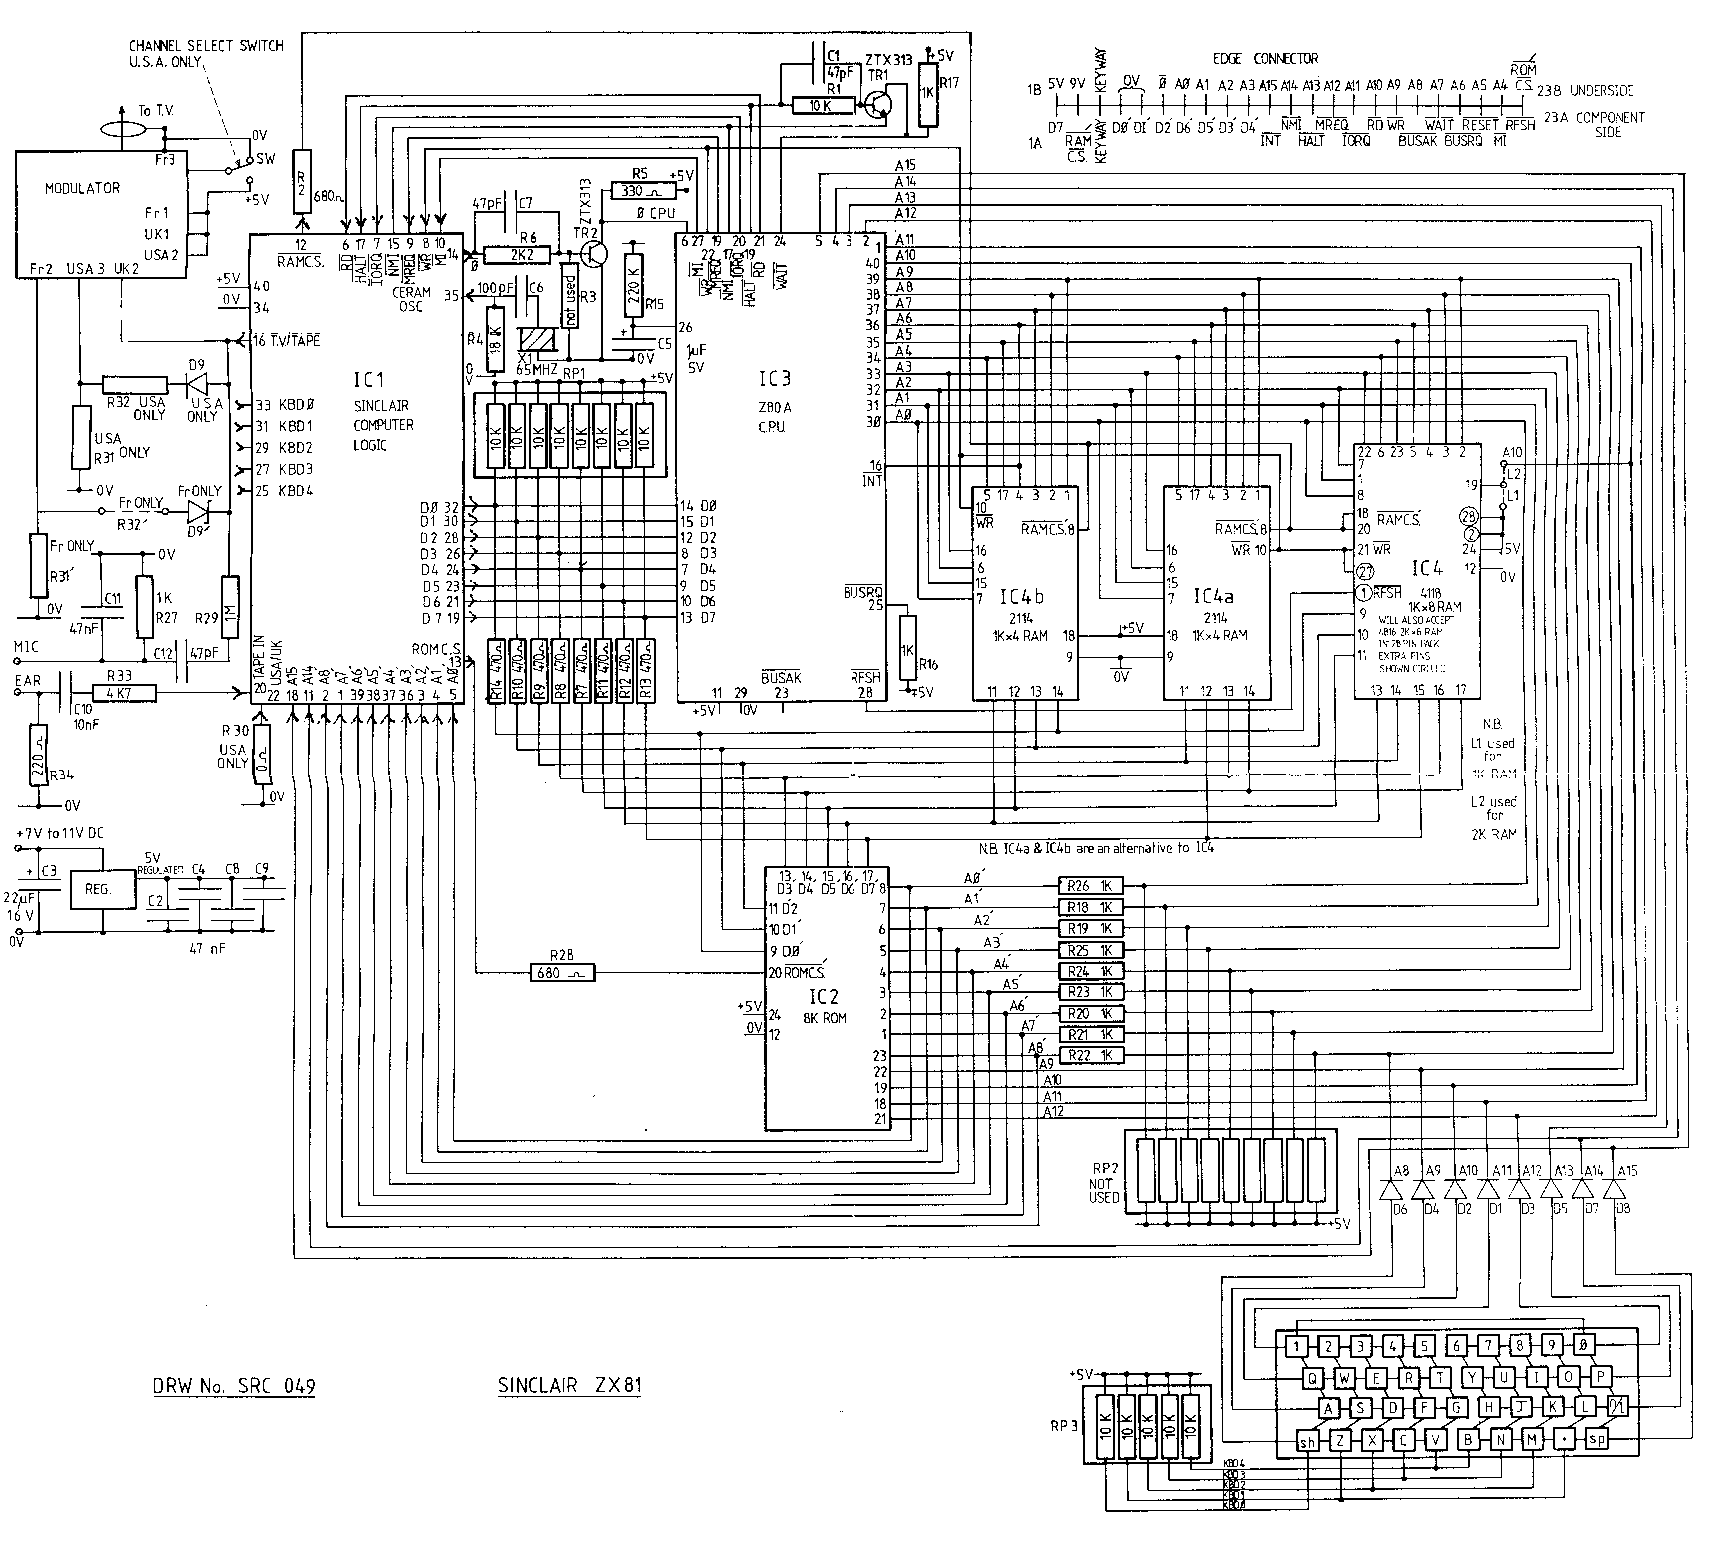 CHANNEL SELECT SWITCH
U.S.A. ONLY
To T.V.
0V
SW
+5V
Fr3
MODULATOR
Fr1
UK1
USA2
Fr2 USA3 UK2
R2
680Ω
C1
47pF
R1
10K
ZTX313
TR1
+5V
R17
1K
EDGE CONNECTOR
1B 5V 9V KEYWAY 0V Ø AØ A1 A2 A3 A15 A14 A13 A12 A11 A10 A9 A8 A7 A6 A5 A4 ROM C.S. 23B UNDERSIDE
1A D7 RAM C.S. KEYWAY DØ D1 D2 D6 D5 D3 D4 INT NMI HALT MREQ IORQ RD WR BUSAK WAIT BUSRQ RESET M1 RFSH 23A COMPONENT
SIDE
12 6 17 7 15 9 8 10 14
RAMCS. RD HALT IORQ NMI MREQ WR M1 Ø
CERAM
OSC
35
+5V
40
0V
34
16 T.V/TAPE
IC1
SINCLAIR
COMPUTER
LOGIC
33 KBDØ
31 KBD1
29 KBD2
27 KBD3
25 KBD4
DØ 32
D1 30
D2 28
D3 26
D4 24
D5 23
D6 21
D7 19
ROMC.S
13
20 TAPE IN
22 USA/UK
A15 A14 A8 A7 A6 A5 A4 A3 A2 A1 AØ
18 11 2 1 39 38 37 36 3 4 5
47pF
C7
R6
2K2
ZTX313
TR2
R5
330Ω
+5V
Ø CPU
100pF
C6
not used
R3
220K
R15
C5
1µF
5V
0V
R4
18K
0V
X1
65MHZ
RP1
+5V
10K 10K 10K 10K 10K 10K 10K 10K
R14 470Ω
R10 470Ω
R9 470Ω
R8 470Ω
R7 470Ω
R11 470Ω
R12 470Ω
R13 470Ω
6 27 19 20 21 24 5 4 3 2
22 17 19
M1 WR MREQ NMI IORQ HALT RD WAIT
26
IC3
Z80A
C.P.U.
14 DØ
15 D1
12 D2
8 D3
7 D4
9 D5
10 D6
13 D7
16
INT
BUSRQ
25
BUSAK
RFSH
11 29 23 28
+5V 0V
1K
R16
+5V
A15
A14
A13
A12
1 A11
40 A10
39 A9
38 A8
37 A7
36 A6
35 A5
34 A4
33 A3
32 A2
31 A1
30 AØ
5 17 4 3 2 1
10
WR
RAMCS. 8
16
6
15
7
IC4b
2114
1K×4 RAM
18
9
11 12 13 14
+5V
0V
5 17 4 3 2 1
RAMCS. 8
WR 10
16
6
15
7
IC4a
2114
1K×4 RAM
18
9
11 12 13 14
22 6 23 5 4 3 2
7
1
8
18
RAMCS.
20
21 WR
27
1 RFSH
9
10
11
IC4
4118
1K×8 RAM
WILL ALSO ACCEPT
4816 2K×8 RAM
IN 28 PIN PACK
EXTRA PINS
SHOWN CIRCLED
13 14 15 16 17
A10
L2
19
L1
28
2
24
5V
12
0V
N.B.
L1 used
for
1K RAM
L2 used
for
2K RAM
N.B. IC4a & IC4b are an alternative to IC4
D9
R32 USA
ONLY
USA
ONLY
USA
ONLY
R31
0V
Fr ONLY
R32'
Fr ONLY
D9'
Fr ONLY
R31'
0V
0V
C11
47nF
1K
R27
R29
1M
MIC
C12
47pF
EAR
R33
4K7
C10
10nF
220Ω
R34
0V
R30
USA
ONLY
0Ω
0V
+7V to 11V DC
C3
22µF
16V
0V
REG.
5V
REGULATED
C2
C4
C8
C9
47 nF
R28
680Ω
13, 14, 15, 16, 17,
D3 D4 D5 D6 D7
11 D2'
10 D1'
9 DØ'
20 ROMC.S.
+5V
24
0V
12
IC2
8K ROM
8 AØ' R26 1K
7 A1' R18 1K
6 A2' R19 1K
5 A3' R25 1K
4 A4' R24 1K
3 A5' R23 1K
2 A6' R20 1K
1 A7' R21 1K
23 A8' R22 1K
22 A9
19 A10
18 A11
21 A12
RP2
NOT
USED
+5V
A8 A9 A10 A11 A12 A13 A14 A15
D6 D4 D2 D1 D3 D5 D7 D8
DRW No. SRC 049
SINCLAIR ZX81
+5V
RP3
10K 10K 10K 10K 10K
KBD4
KBD3
KBD2
KBD1
KBDØ
1 2 3 4 5 6 7 8 9 Ø
Q W E R T Y U I O P
A S D F G H J K L N/L
sh Z X C V B N M . sp